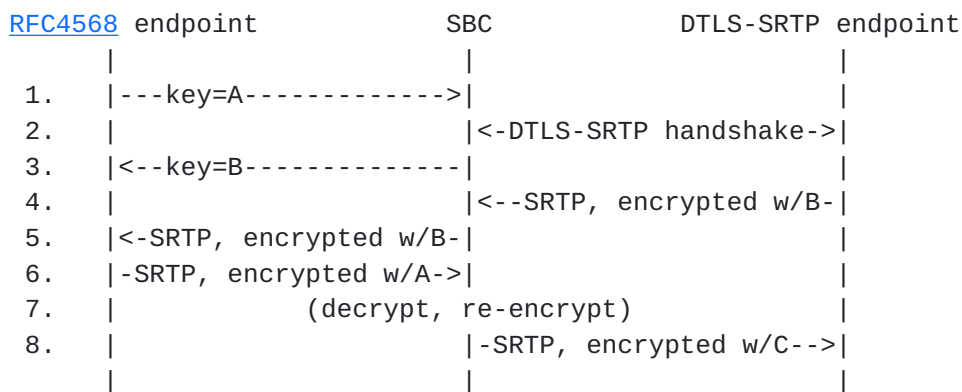 RFC4568 endpoint             SBC             DTLS-SRTP endpoint
      |                       |                        |
 1.   |---key=A-------------->|                        |
 2.   |                       |<-DTLS-SRTP handshake->|
 3.   |<--key=B---------------|                        |
 4.   |                       |<--SRTP, encrypted w/B-|
 5.   |<-SRTP, encrypted w/B-|                        |
 6.   |-SRTP, encrypted w/A->|                        |
 7.   |            (decrypt, re-encrypt)             |
 8.   |                       |-SRTP, encrypted w/C-->|
      |                       |                        |